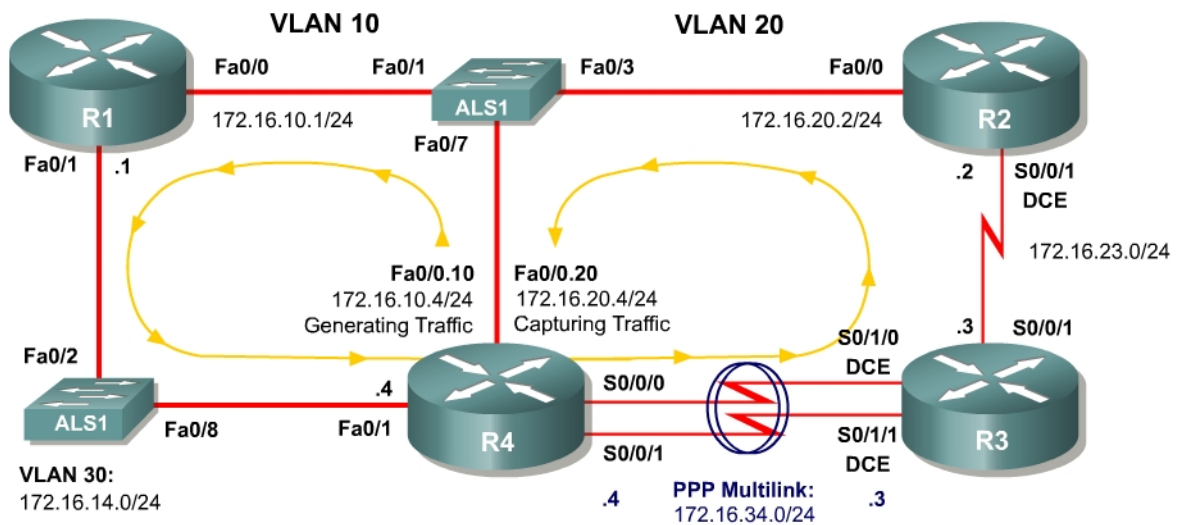 VLAN 10
VLAN 20
Fa0/0
Fa0/1
Fa0/3
Fa0/0
R1
ALS1
R2
172.16.10.1/24
172.16.20.2/24
Fa0/7
Fa0/1
.1
.2
S0/0/1
DCE
172.16.23.0/24
Fa0/0.10
172.16.10.4/24
Generating Traffic
Fa0/0.20
172.16.20.4/24
Capturing Traffic
.3
S0/0/1
S0/1/0
DCE
Fa0/2
ALS1
Fa0/8
.4
Fa0/1
R4
S0/0/0
S0/0/1
S0/1/1
DCE
R3
VLAN 30:
172.16.14.0/24
.4
PPP Multilink:
172.16.34.0/24
.3